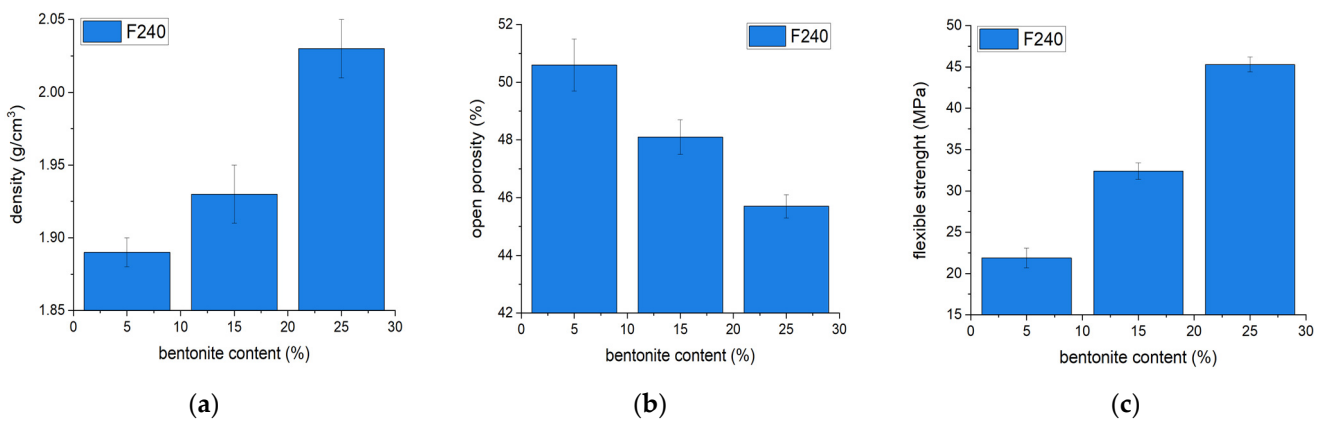 F240
density (g/cm³)
2.05
2.00
1.95
1.90
1.85
0 5 10 15 20 25 30
bentonite content (%)
(a)
F240
open porosity (%)
52
50
48
46
44
42
0 5 10 15 20 25 30
bentonite content (%)
(b)
F240
flexible strenght (MPa)
50
45
40
35
30
25
20
15
0 5 10 15 20 25 30
bentonite content (%)
(c)